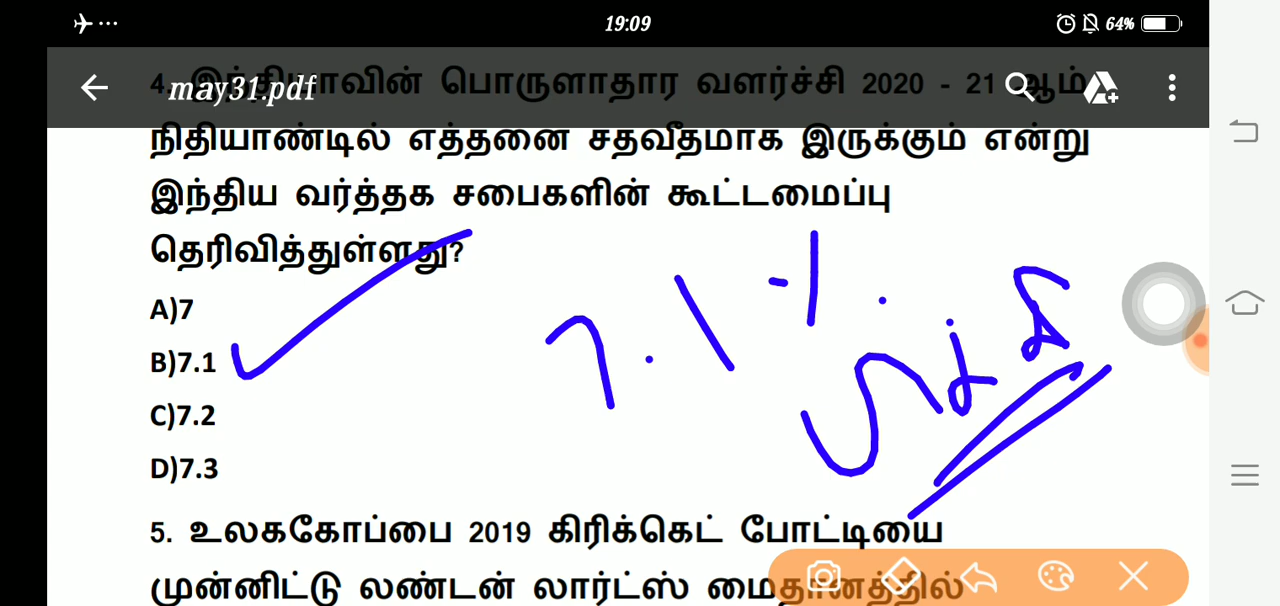 19:09
64%
may31.pdf
4. இந்தியாவின் பொருளாதார வளர்ச்சி 2020 - 21 ஆம்
நிதியாண்டில் எத்தனை சதவீதமாக இருக்கும் என்று
இந்திய வர்த்தக சபைகளின் கூட்டமைப்பு
தெரிவித்துள்ளது?
A)7
B)7.1
7.1
C)7.2
D)7.3
5. உலககோப்பை 2019 கிரிக்கெட் போட்டியை
முன்னிட்டு லண்டன் லார்ட்ஸ் மைதானத்தில்